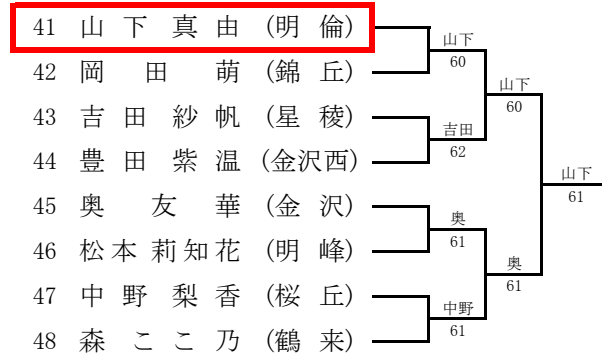 41 山下真由 (明倫)
42 岡田萌 (錦丘)
43 吉田紗帆 (星稜)
44 豊田紫温 (金沢西)
45 奥友華 (金沢)
46 松本莉知花 (明峰)
47 中野梨香 (桜丘)
48 森ここ乃 (鶴来)
山下
60
吉田
62
奥
61
中野
61
山下
60
奥
61
山下
61